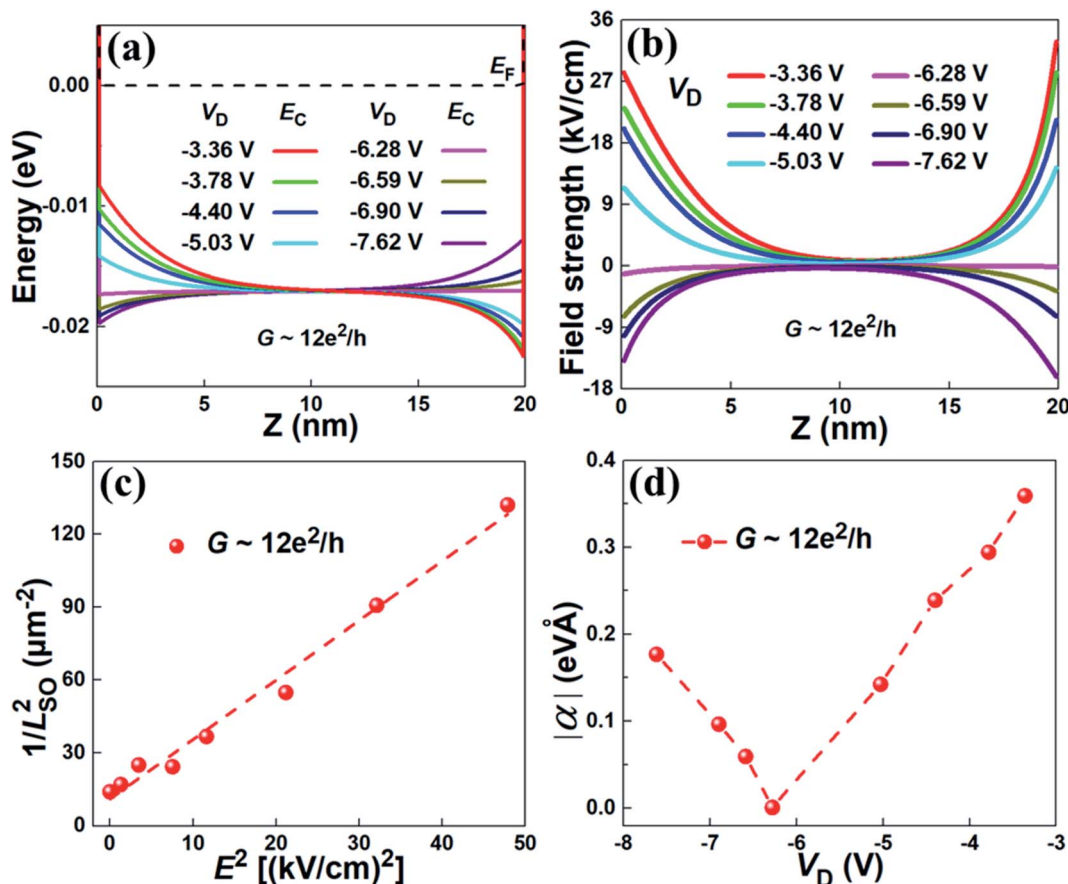 (a)
E_F
0.00
V_D E_C V_D E_C
-3.36 V -6.28 V
-3.78 V -6.59 V
-0.01
-4.40 V -6.90 V
-5.03 V -7.62 V
-0.02
G ~ 12e²/h
Energy (eV)
0 5 10 15 20
Z (nm)
(b)
36
27
18
9
0
-9
-18
V_D
-3.36 V -6.28 V
-3.78 V -6.59 V
-4.40 V -6.90 V
-5.03 V -7.62 V
G ~ 12e²/h
Field strength (kV/cm)
0 5 10 15 20
Z (nm)
(c)
150
120
90
60
30
0
G ~ 12e²/h
1/L²_SO (μm⁻²)
0 10 20 30 40 50
E² [(kV/cm)²]
(d)
0.4
0.3
0.2
0.1
0.0
G ~ 12e²/h
|α| (eVÅ)
-8 -7 -6 -5 -4 -3
V_D (V)